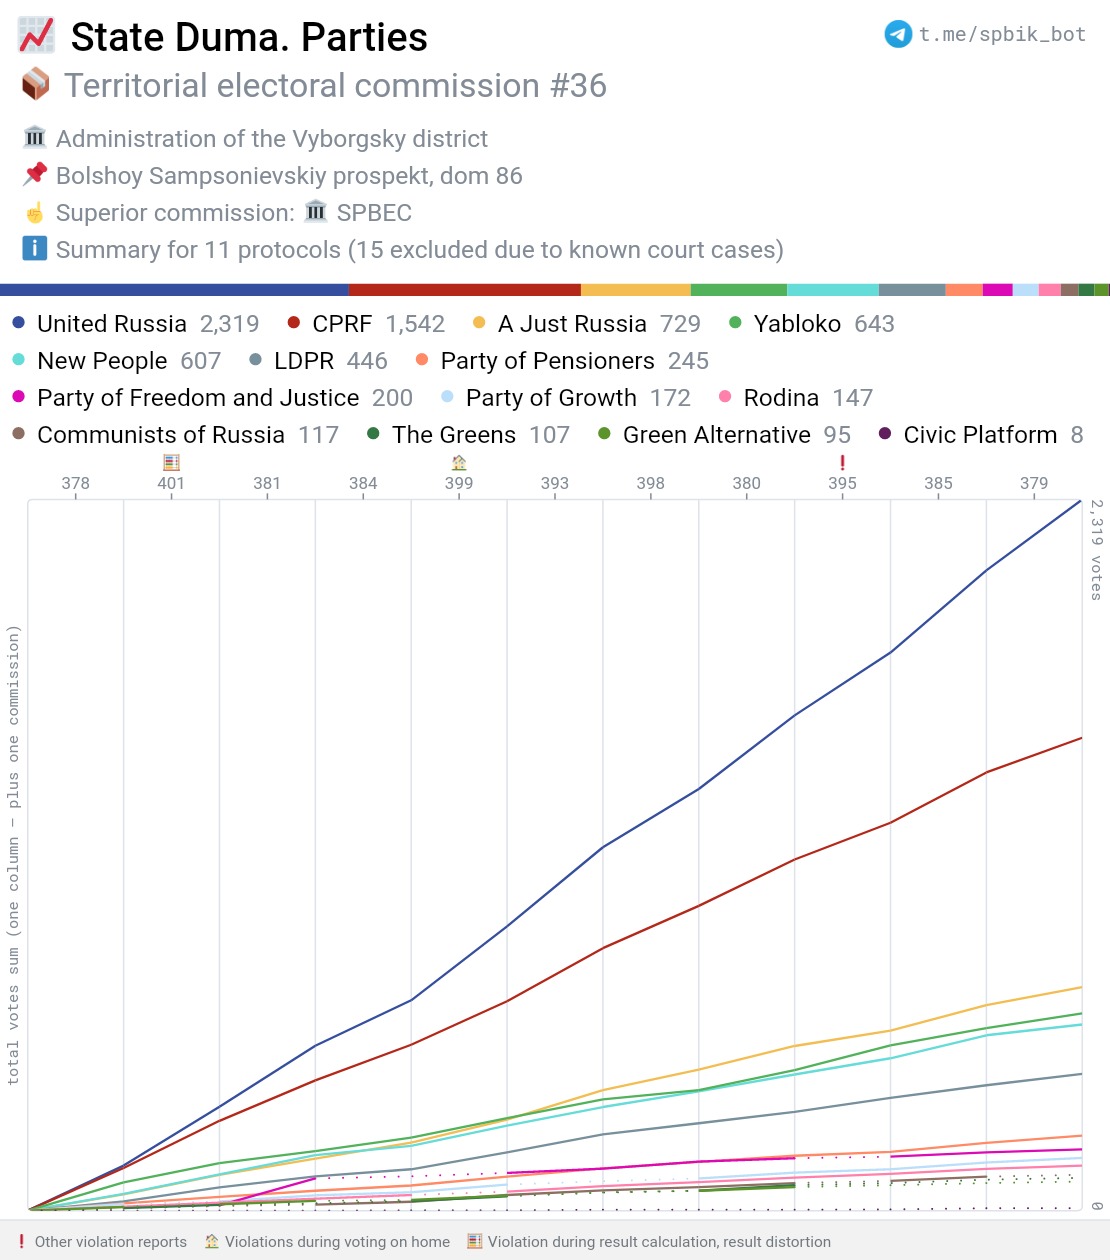 State Duma. Parties
t.me/spbik_bot
Territorial electoral commission #36
Administration of the Vyborgsky district
Bolshoy Sampsonievskiy prospekt, dom 86
Superior commission: SPBEC
Summary for 11 protocols (15 excluded due to known court cases)
United Russia 2,319 CPRF 1,542 A Just Russia 729 Yabloko 643
New People 607 LDPR 446 Party of Pensioners 245
Party of Freedom and Justice 200 Party of Growth 172 Rodina 147
Communists of Russia 117 The Greens 107 Green Alternative 95 Civic Platform 8
378 401 381 384 399 393 398 380 395 385 379
2,319 votes
total votes sum (one column – plus one commission)
0
Other violation reports Violations during voting on home Violation during result calculation, result distortion